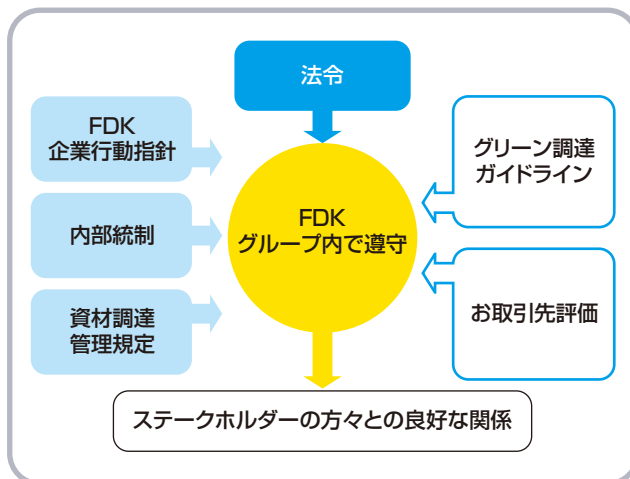 法令
FDK
企業行動指針
内部統制
資材調達
管理規定
FDK
グループ内で遵守
グリーン調達
ガイドライン
お取引先評価
ステークホルダーの方々との良好な関係